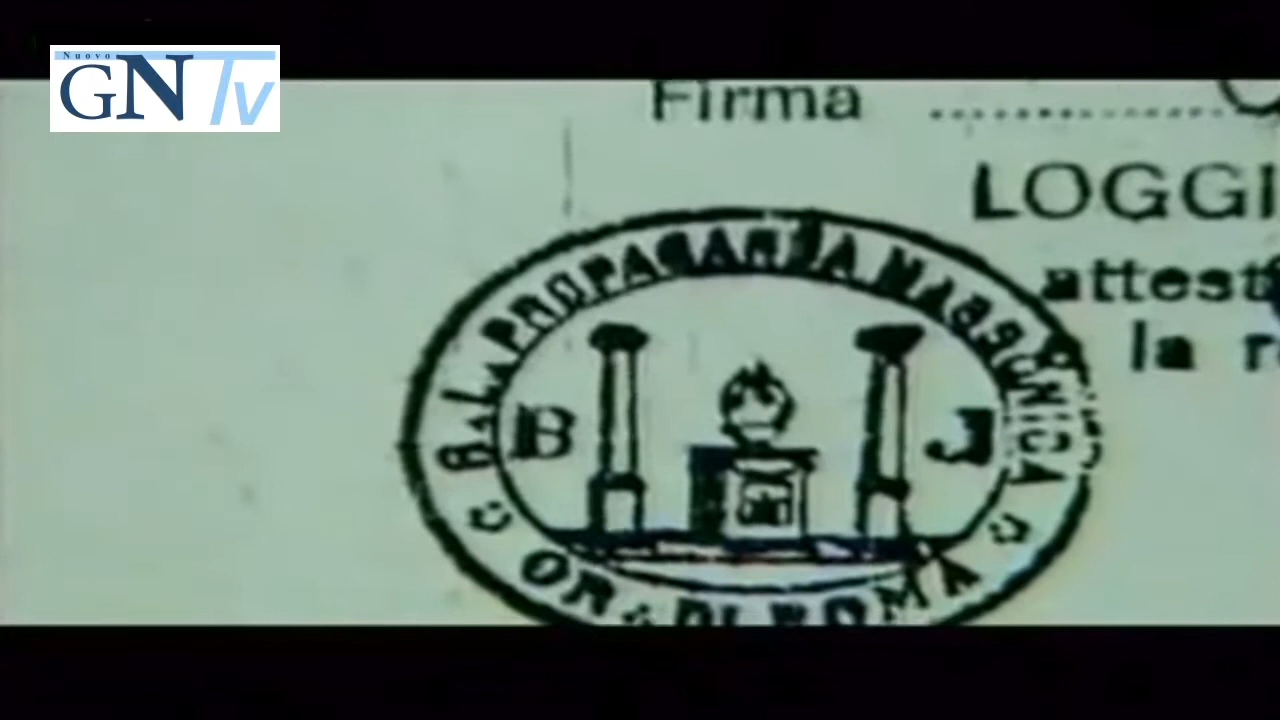 Nuovo
GN Tv
Firma
LOGGI
attest
la r
R.L. PROPAGANDA MASSONICA
B J
OR. DI ROMA